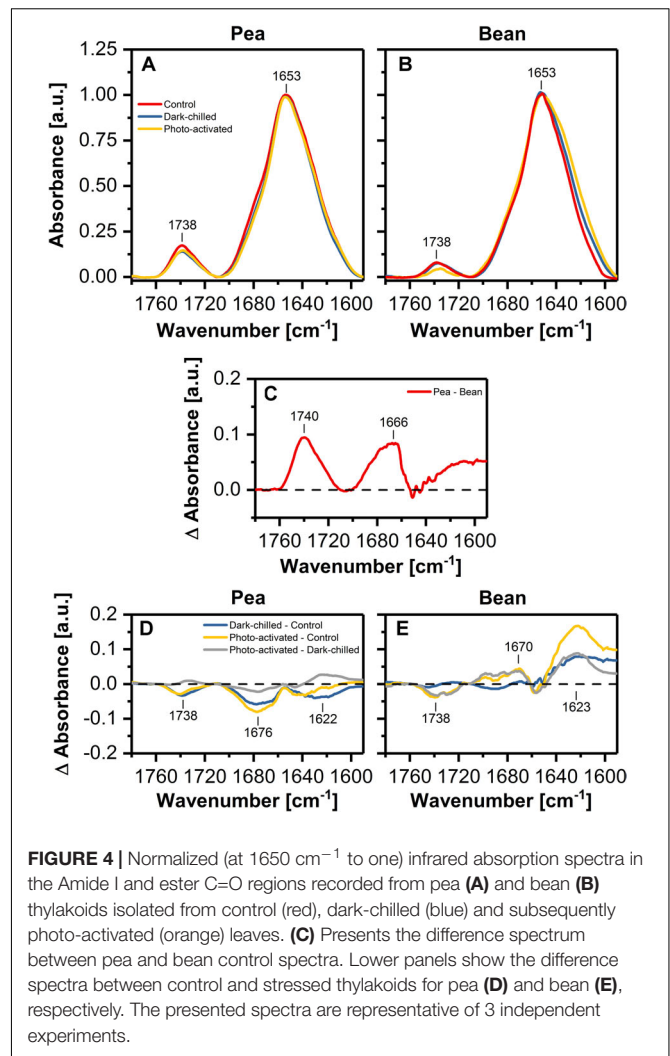 Pea
Bean
A
B
1.25
1.00
0.75
0.50
0.25
0.00
Absorbance [a.u.]
Control
Dark-chilled
Photo-activated
1738
1653
1738
1653
1760 1720 1680 1640 1600
1760 1720 1680 1640 1600
Wavenumber [cm-1]
Wavenumber [cm-1]
C
Pea - Bean
0.2
0.1
0.0
Δ Absorbance [a.u.]
1740
1666
1760 1720 1680 1640 1600
Wavenumber [cm-1]
Pea
Bean
D
E
Dark-chilled - Control
Photo-activated - Control
Photo-activated - Dark-chilled
0.2
0.1
0.0
-0.1
-0.2
Δ Absorbance [a.u.]
1738
1676
1622
1738
1670
1623
1760 1720 1680 1640 1600
1760 1720 1680 1640 1600
Wavenumber [cm-1]
Wavenumber [cm-1]
FIGURE 4 | Normalized (at 1650 cm−1 to one) infrared absorption spectra in
the Amide I and ester C=O regions recorded from pea (A) and bean (B)
thylakoids isolated from control (red), dark-chilled (blue) and subsequently
photo-activated (orange) leaves. (C) Presents the difference spectrum
between pea and bean control spectra. Lower panels show the difference
spectra between control and stressed thylakoids for pea (D) and bean (E),
respectively. The presented spectra are representative of 3 independent
experiments.